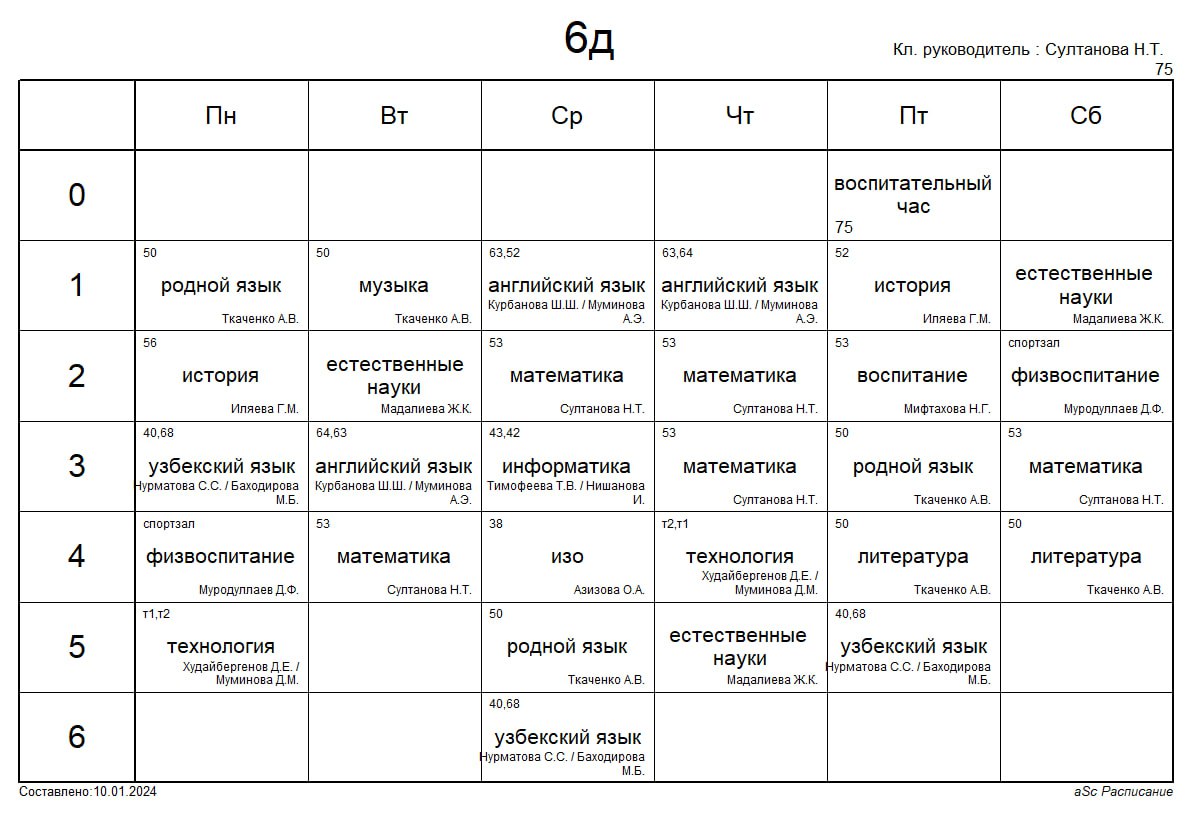 6д
Кл. руководитель : Султанова Н.Т.
75
Пн Вт Ср Чт Пт Сб
0
воспитательный
час
75
1
50
родной язык
Ткаченко А.В.
50
музыка
Ткаченко А.В.
63,52
английский язык
Курбанова Ш.Ш. / Муминова
А.Э.
63,64
английский язык
Курбанова Ш.Ш. / Муминова
А.Э.
52
история
Иляева Г.М.
естественные
науки
Мадалиева Ж.К.
2
56
история
Иляева Г.М.
естественные
науки
Мадалиева Ж.К.
53
математика
Султанова Н.Т.
53
математика
Султанова Н.Т.
53
воспитание
Мифтахова Н.Г.
спортзал
физвоспитание
Муродуллаев Д.Ф.
3
40,68
узбекский язык
Нурматова С.С. / Баходирова
М.Б.
64,63
английский язык
Курбанова Ш.Ш. / Муминова
А.Э.
43,42
информатика
Тимофеева Т.В. / Нишанова
И.
53
математика
Султанова Н.Т.
50
родной язык
Ткаченко А.В.
53
математика
Султанова Н.Т.
4
спортзал
физвоспитание
Муродуллаев Д.Ф.
53
математика
Султанова Н.Т.
38
изо
Азизова О.А.
т2,т1
технология
Худайбергенов Д.Е. /
Муминова Д.М.
50
литература
Ткаченко А.В.
50
литература
Ткаченко А.В.
5
т1,т2
технология
Худайбергенов Д.Е. /
Муминова Д.М.
50
родной язык
Ткаченко А.В.
естественные
науки
Мадалиева Ж.К.
40,68
узбекский язык
Нурматова С.С. / Баходирова
М.Б.
6
40,68
узбекский язык
Нурматова С.С. / Баходирова
М.Б.
Составлено:10.01.2024
aSc Расписание